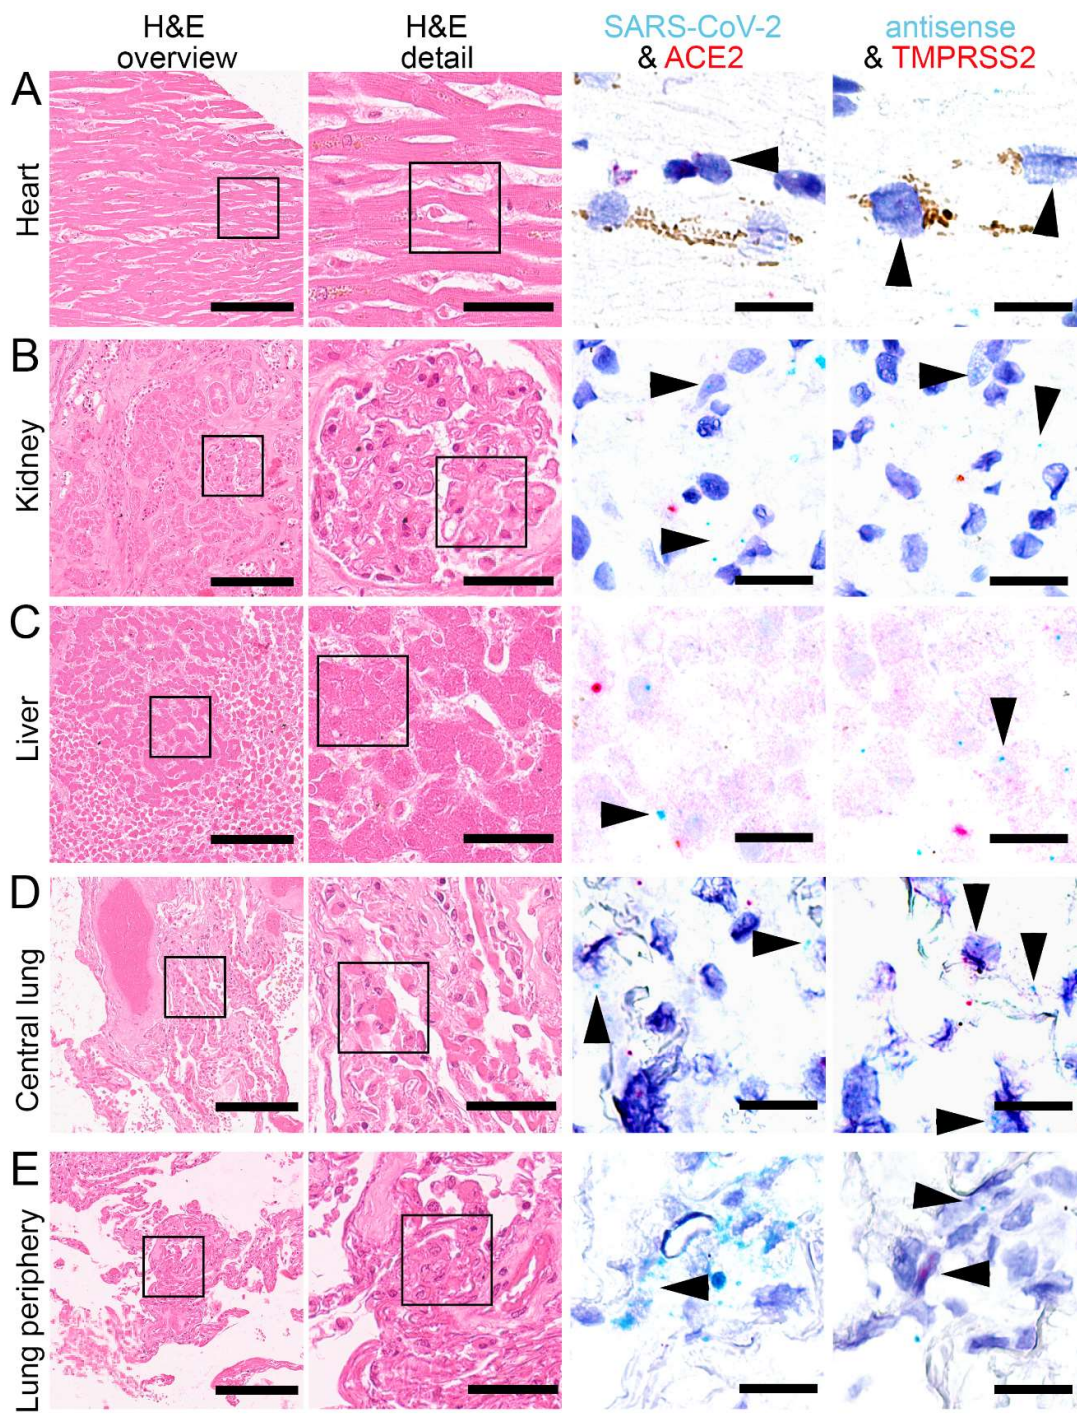 H&E overview
H&E detail
SARS-CoV-2 & ACE2
antisense & TMPRSS2
A
Heart
B
Kidney
C
Liver
D
Central lung
E
Lung periphery